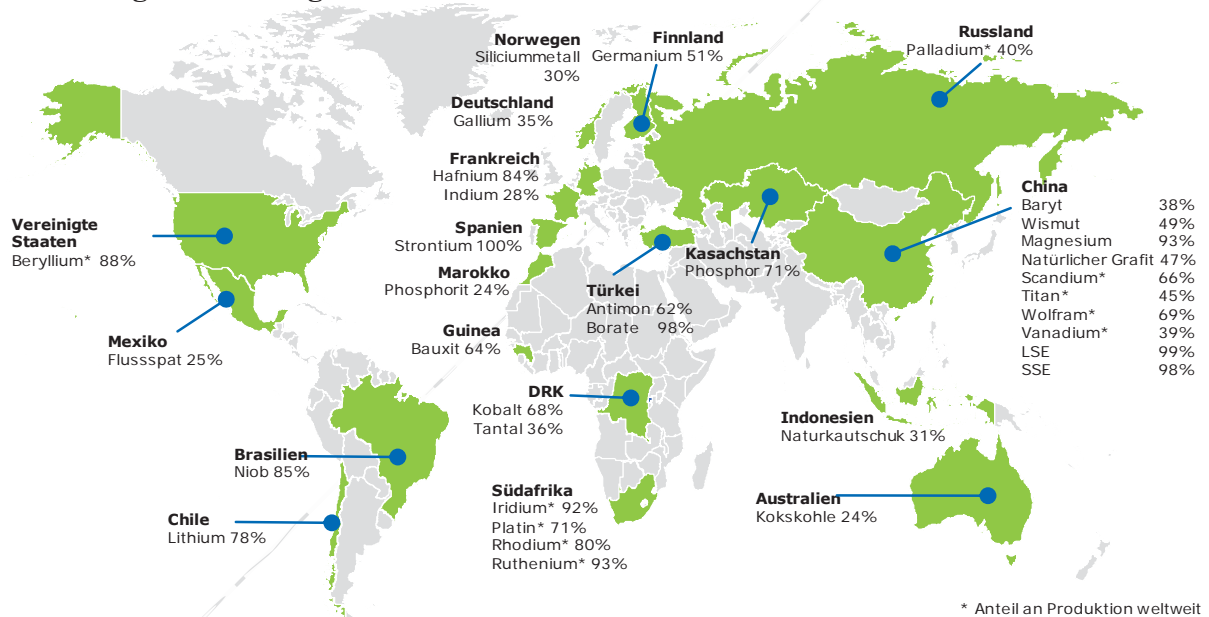 Norwegen
Siliciummetall
30%
Finnland
Germanium 51%
Russland
Palladium* 40%
Deutschland
Gallium 35%
Frankreich
Hafnium 84%
Indium 28%
Spanien
Strontium 100%
Marokko
Phosphorit 24%
Guinea
Bauxit 64%
Vereinigte
Staaten
Beryllium* 88%
Mexiko
Flussspat 25%
Türkei
Antimon 62%
Borate 98%
Kasachstan
Phosphor 71%
China
Baryt 38%
Wismut 49%
Magnesium 93%
Natürlicher Grafit 47%
Scandium* 66%
Titan* 45%
Wolfram* 69%
Vanadium* 39%
LSE 99%
SSE 98%
DRK
Kobalt 68%
Tantal 36%
Indonesien
Naturkautschuk 31%
Brasilien
Niob 85%
Chile
Lithium 78%
Südafrika
Iridium* 92%
Platin* 71%
Rhodium* 80%
Ruthenium* 93%
Australien
Kokskohle 24%
* Anteil an Produktion weltweit